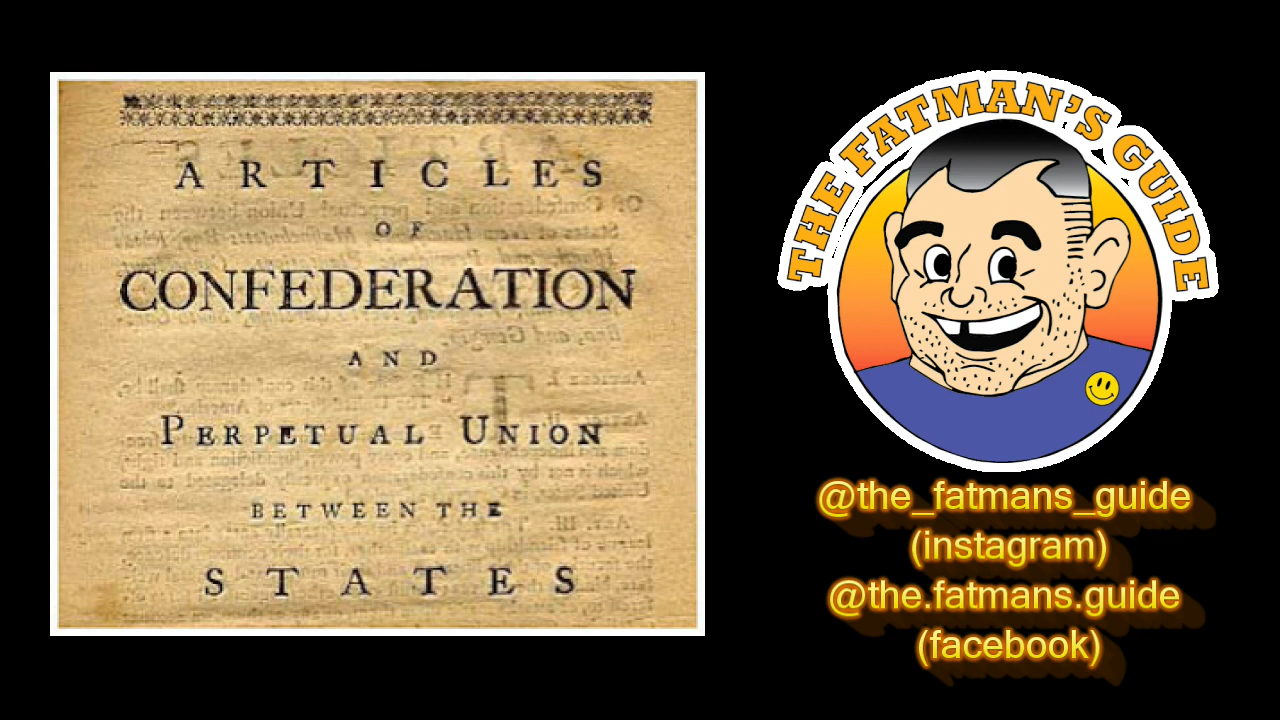 ARTICLES
OF
CONFEDERATION
AND
PERPETUAL UNION
BETWEEN THE
STATES
THE FATMAN'S GUIDE
@the_fatmans_guide
(instagram)
@the.fatmans.guide
(facebook)